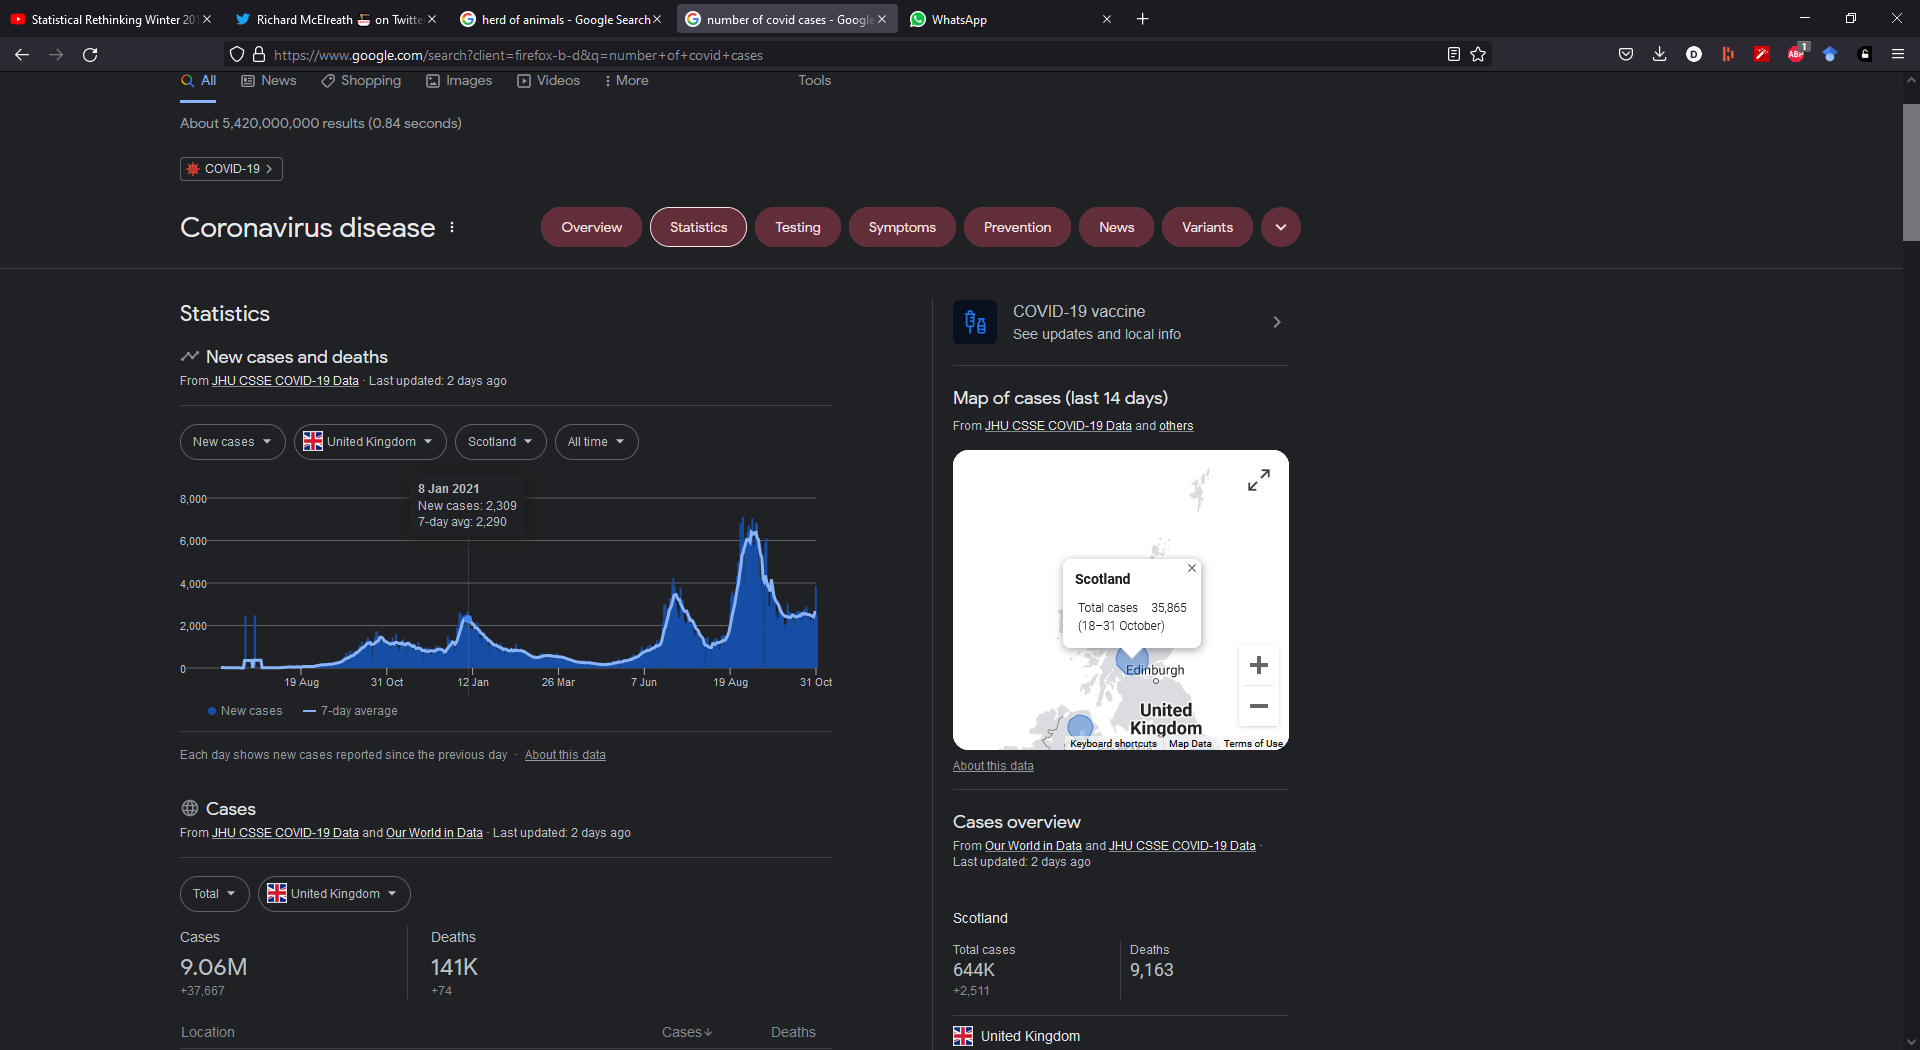 Statistical Rethinking Winter 201
Richard McElreath on Twitte
herd of animals - Google Search
number of covid cases - Google
WhatsApp
https://www.google.com/search?client=firefox-b-d&q=number+of+covid+cases
D
ABP
1
All
News
Shopping
Images
Videos
More
Tools
About 5,420,000,000 results (0.84 seconds)
COVID-19
Coronavirus disease
Overview
Statistics
Testing
Symptoms
Prevention
News
Variants
Statistics
New cases and deaths
From JHU CSSE COVID-19 Data · Last updated: 2 days ago
New cases
United Kingdom
Scotland
All time
8 Jan 2021
New cases: 2,309
7-day avg: 2,290
8,000
6,000
4,000
2,000
0
19 Aug
31 Oct
12 Jan
26 Mar
7 Jun
19 Aug
31 Oct
New cases
7-day average
Each day shows new cases reported since the previous day · About this data
Cases
From JHU CSSE COVID-19 Data and Our World in Data · Last updated: 2 days ago
Total
United Kingdom
Cases
9.06M
+37,667
Deaths
141K
+74
Location
Cases
Deaths
COVID-19 vaccine
See updates and local info
Map of cases (last 14 days)
From JHU CSSE COVID-19 Data and others
Scotland
Total cases 35,865
(18–31 October)
Edinburgh
United
Kingdom
Keyboard shortcuts
Map Data
Terms of Use
About this data
Cases overview
From Our World in Data and JHU CSSE COVID-19 Data ·
Last updated: 2 days ago
Scotland
Total cases
644K
+2,511
Deaths
9,163
United Kingdom